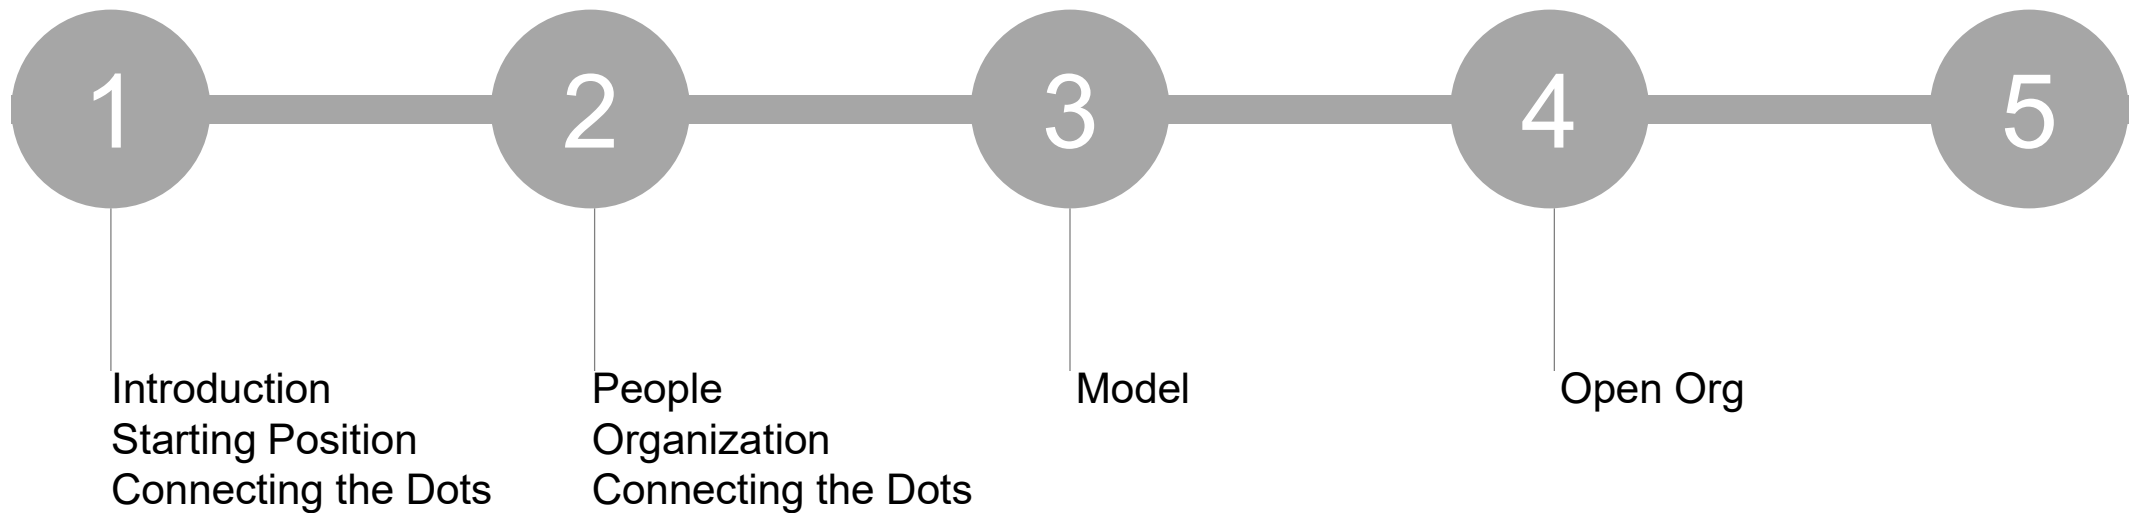 1 2 3 4 5
Introduction
Starting Position
Connecting the Dots
People
Organization
Connecting the Dots
Model
Open Org